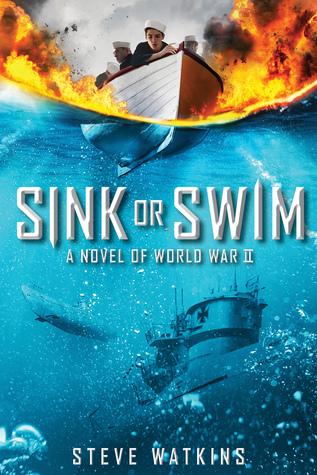 SINK OR SWIM
A NOVEL OF WORLD WAR II
STEVE WATKINS